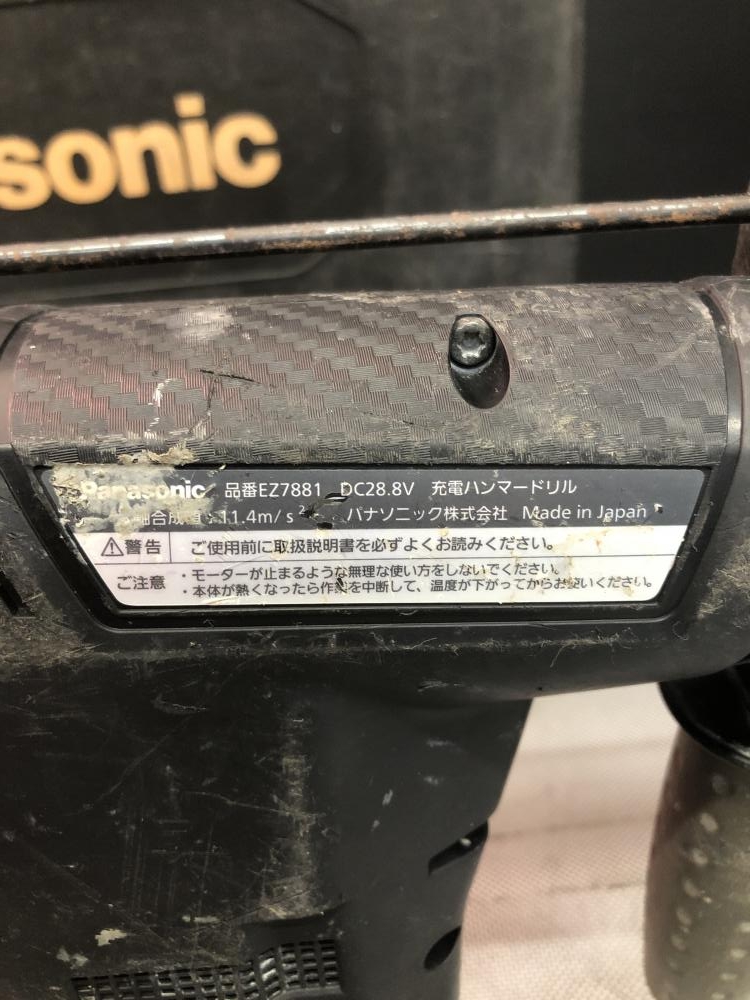 sonic
Panasonic 品番EZ7881 DC28.8V 充電ハンマードリル
軸合成値:11.4m/s² パナソニック株式会社 Made in Japan
警告 ご使用前に取扱説明書を必ずよくお読みください。
ご注意 ・モーターが止まるような無理な使い方をしないでください。
・本体が熱くなったら作業を中断して、温度が下がってからお使いください。